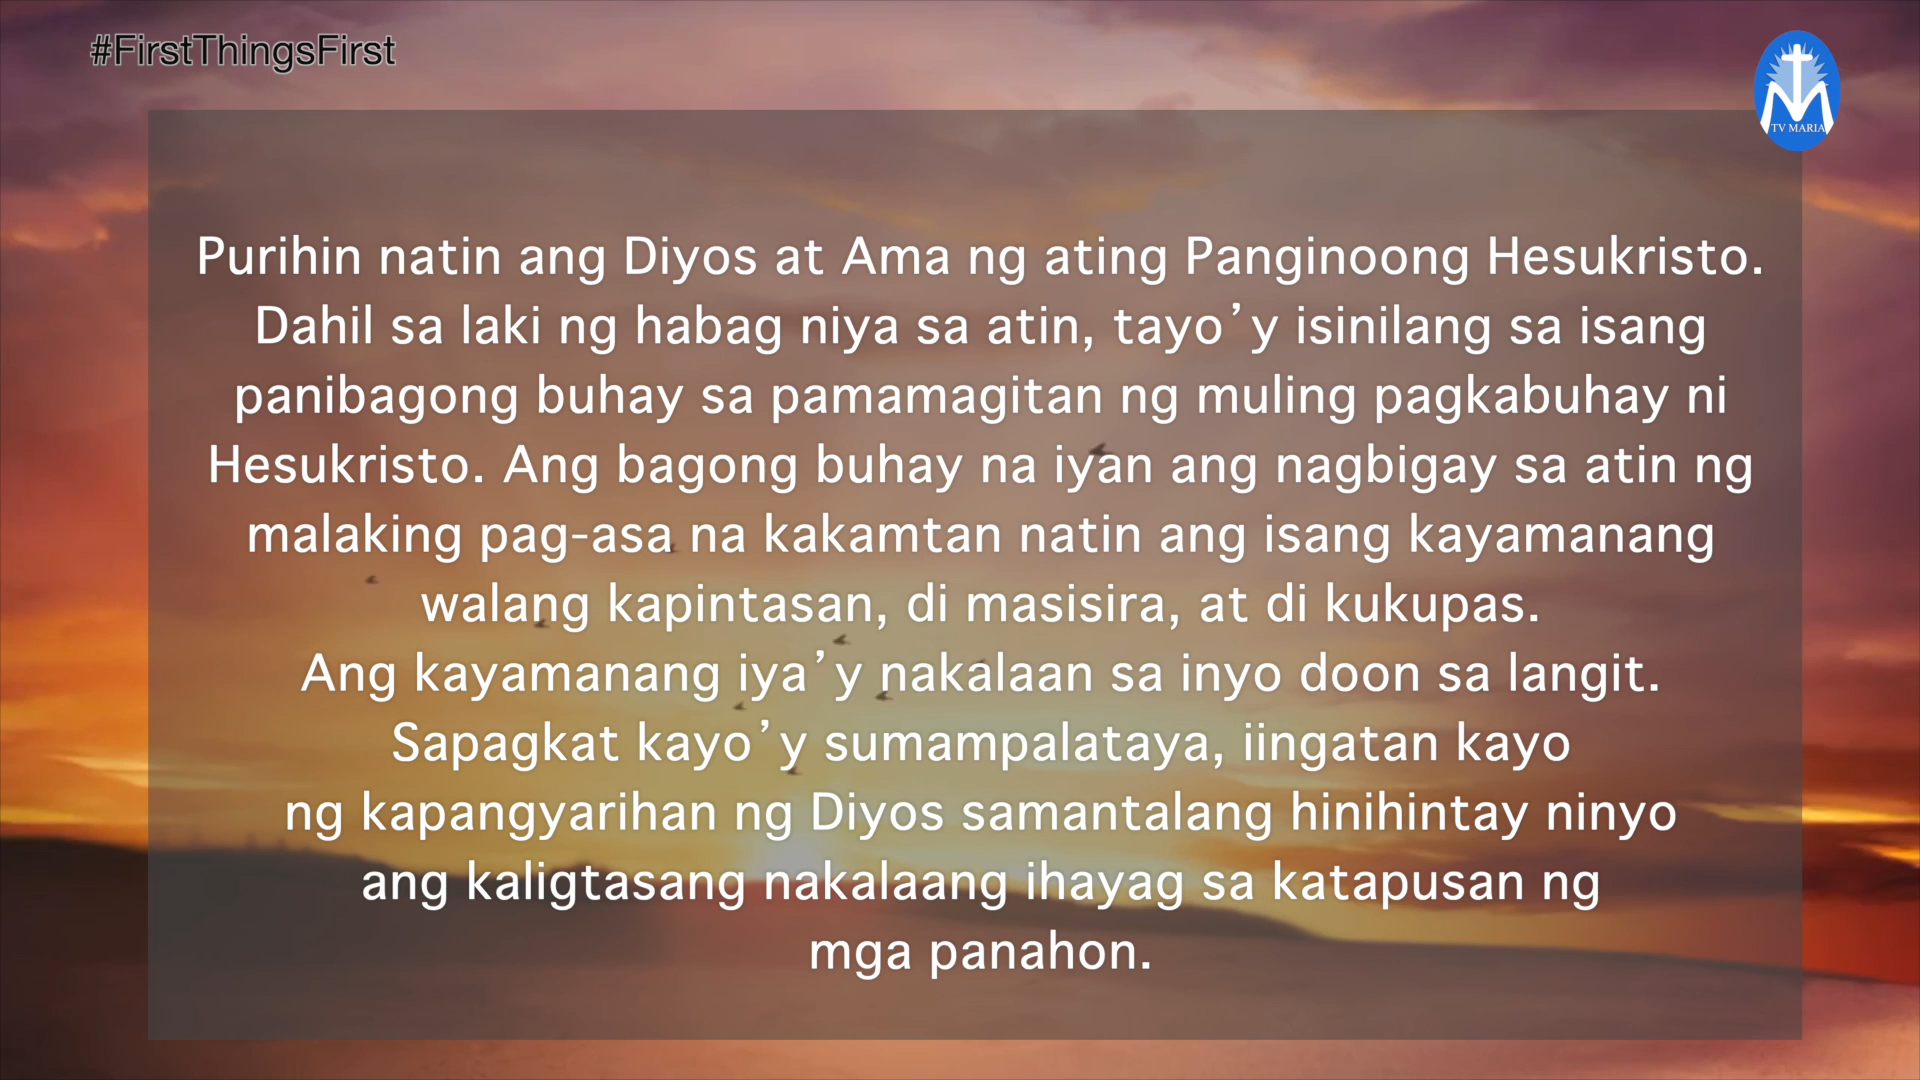 #FirstThingsFirst
TV MARIA
Purihin natin ang Diyos at Ama ng ating Panginoong Hesukristo.
Dahil sa laki ng habag niya sa atin, tayo’y isinilang sa isang
panibagong buhay sa pamamagitan ng muling pagkabuhay ni
Hesukristo. Ang bagong buhay na iyan ang nagbigay sa atin ng
malaking pag-asa na kakamtan natin ang isang kayamanang
walang kapintasan, di masisira, at di kukupas.
Ang kayamanang iya’y nakalaan sa inyo doon sa langit.
Sapagkat kayo’y sumampalataya, iingatan kayo
ng kapangyarihan ng Diyos samantalang hinihintay ninyo
ang kaligtasang nakalaang ihayag sa katapusan ng
mga panahon.